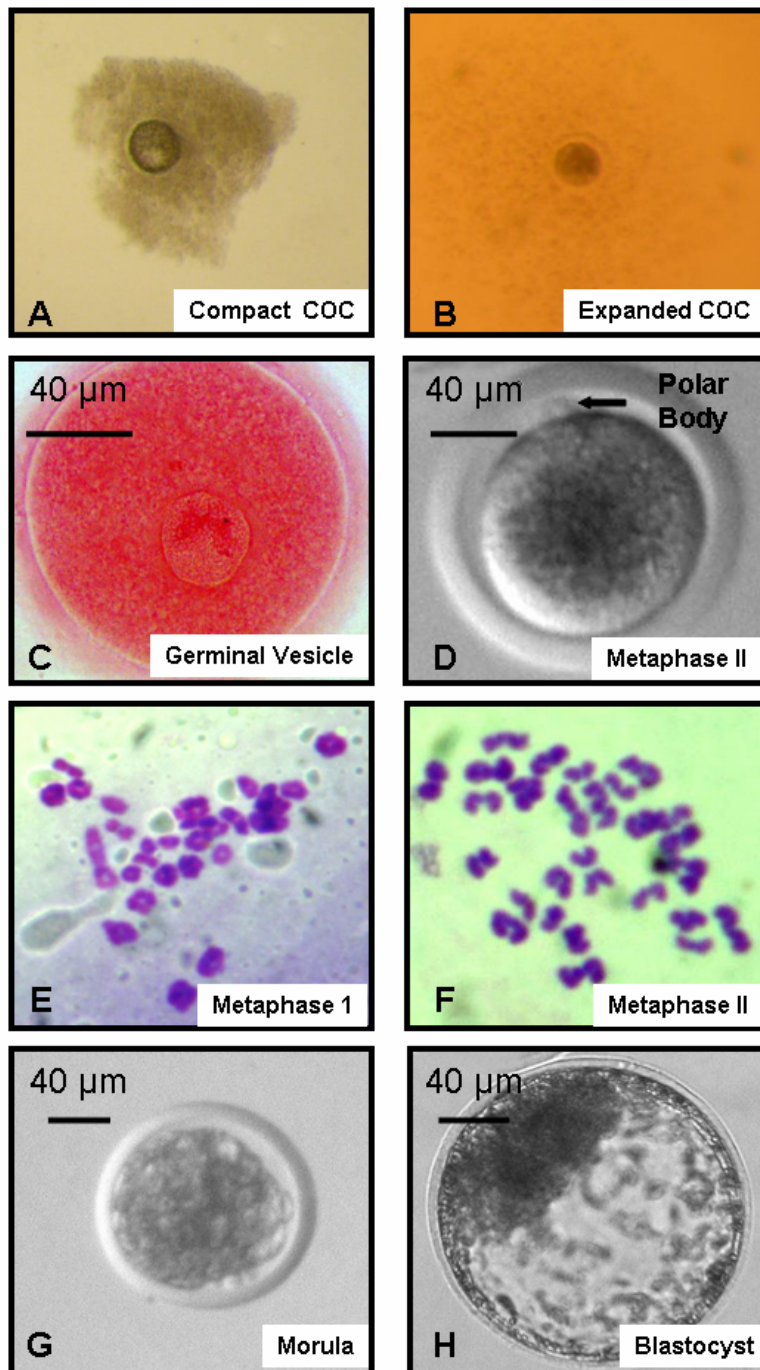 A
Compact COC
B
Expanded COC
40 µm
C
Germinal Vesicle
40 µm
Polar
Body
D
Metaphase II
E
Metaphase 1
F
Metaphase II
40 µm
G
Morula
40 µm
H
Blastocyst